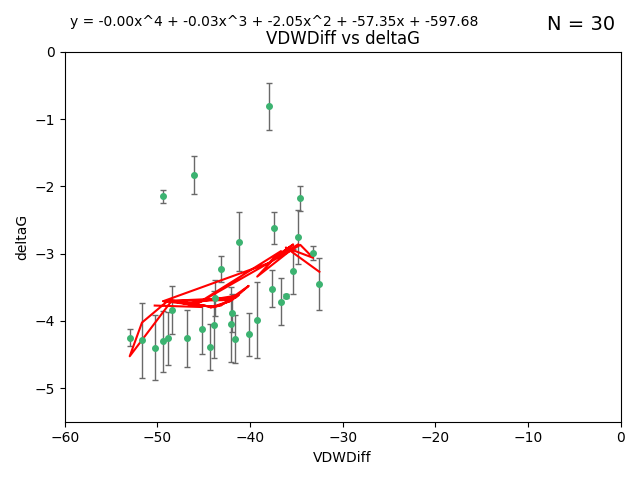 y = -0.00x^4 + -0.03x^3 + -2.05x^2 + -57.35x + -597.68
N = 30
VDWDiff vs deltaG
0
−1
−2
−3
−4
−5
deltaG
−60 −50 −40 −30 −20 −10 0
VDWDiff